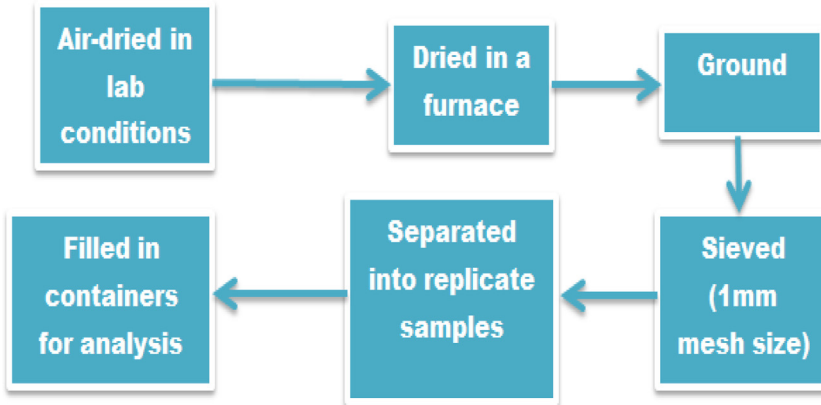 Air-dried in
lab
conditions
Dried in a
furnace
Ground
Sieved
(1mm
mesh size)
Separated
into replicate
samples
Filled in
containers
for analysis